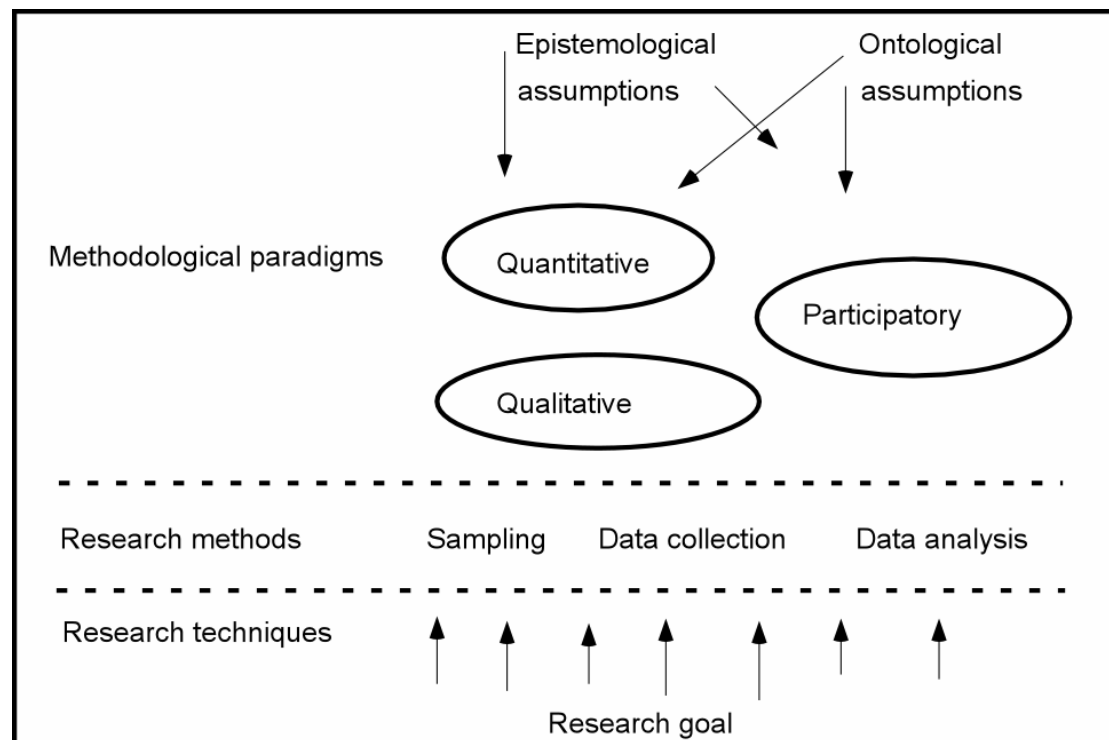 Epistemological assumptions
Ontological assumptions
Methodological paradigms
Quantitative
Participatory
Qualitative
Research methods
Sampling
Data collection
Data analysis
Research techniques
Research goal